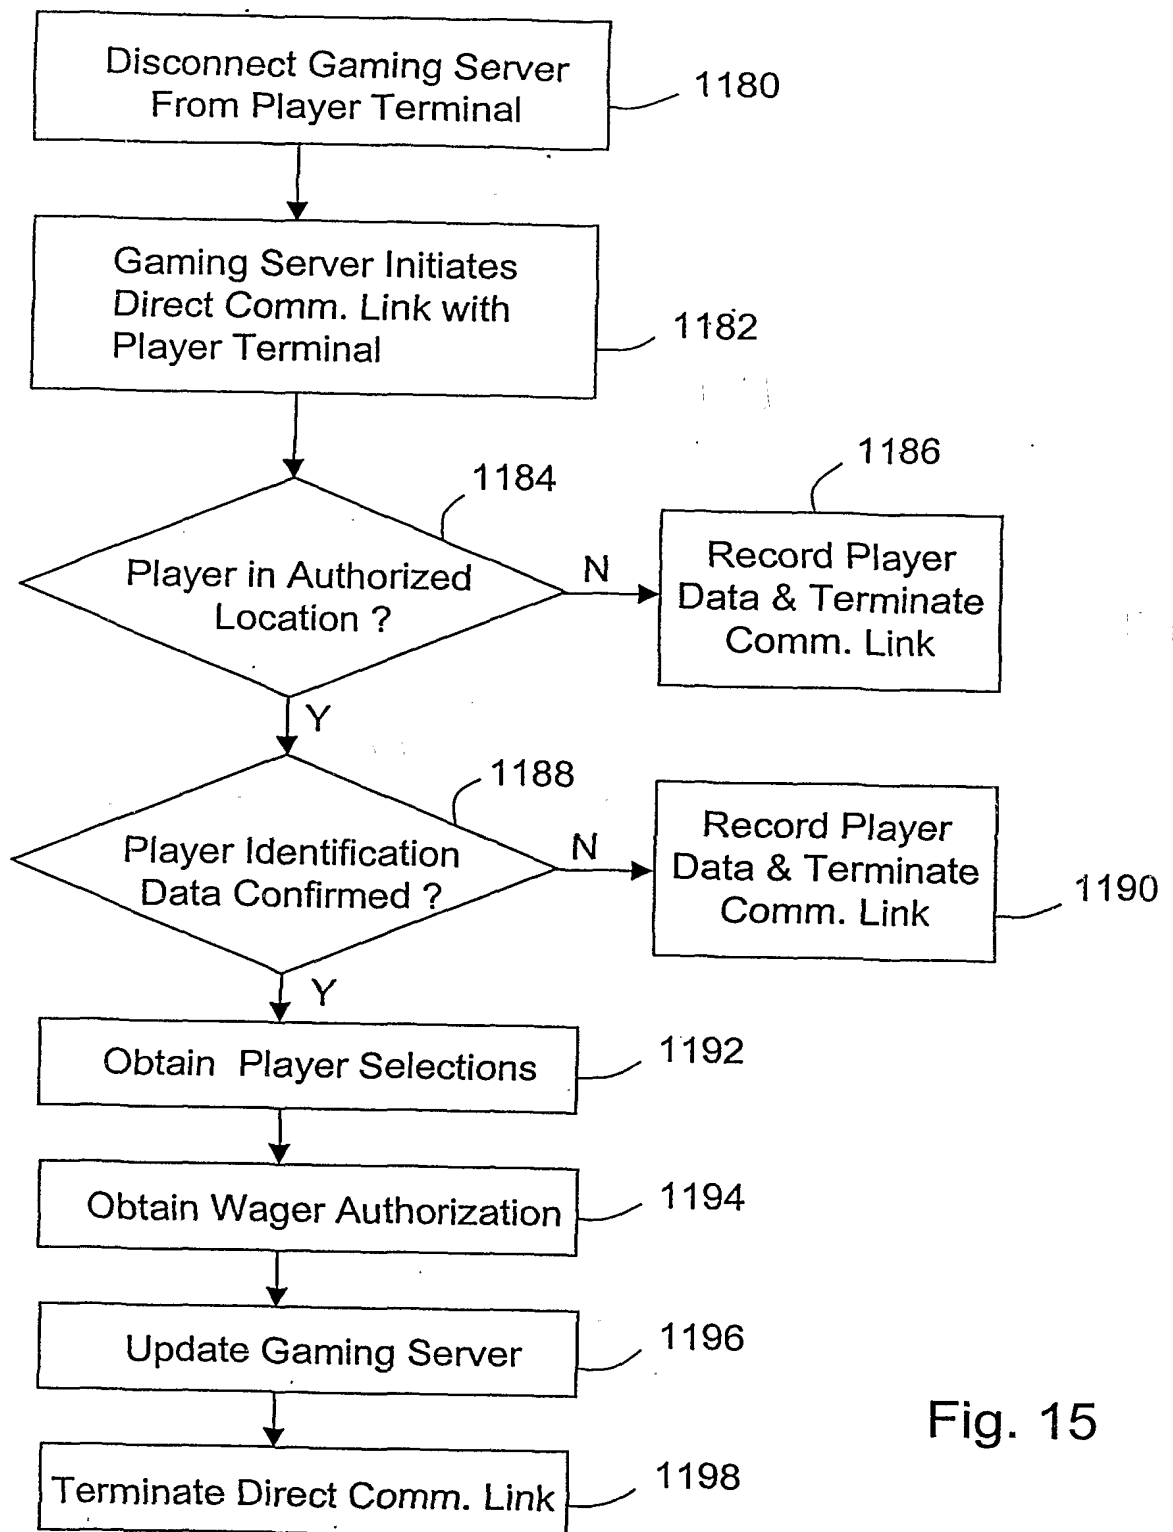 Disconnect Gaming Server
From Player Terminal
1180
Gaming Server Initiates
Direct Comm. Link with
Player Terminal
1182
1184
Player in Authorized
Location ?
N
1186
Record Player
Data & Terminate
Comm. Link
Y
1188
Player Identification
Data Confirmed ?
N
Record Player
Data & Terminate
Comm. Link
1190
Y
Obtain Player Selections
1192
Obtain Wager Authorization
1194
Update Gaming Server
1196
Terminate Direct Comm. Link
1198
Fig. 15